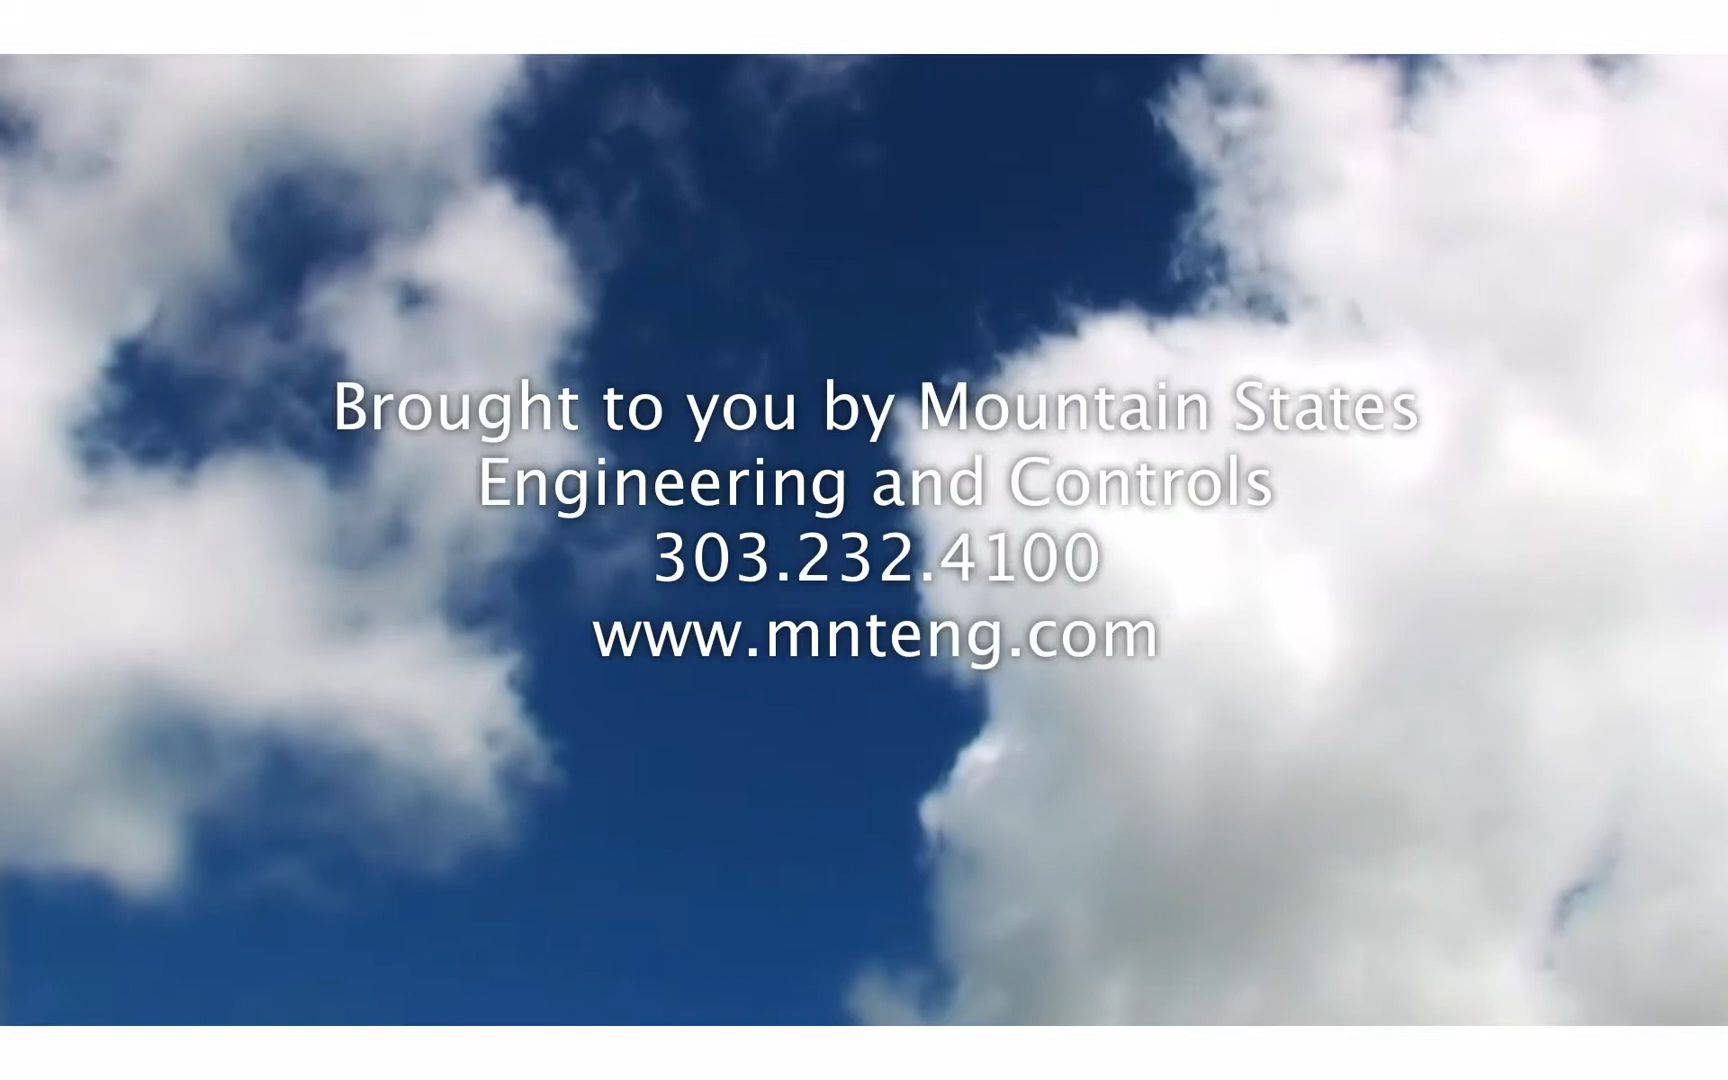 Brought to you by Mountain States
Engineering and Controls
303.232.4100
www.mnteng.com